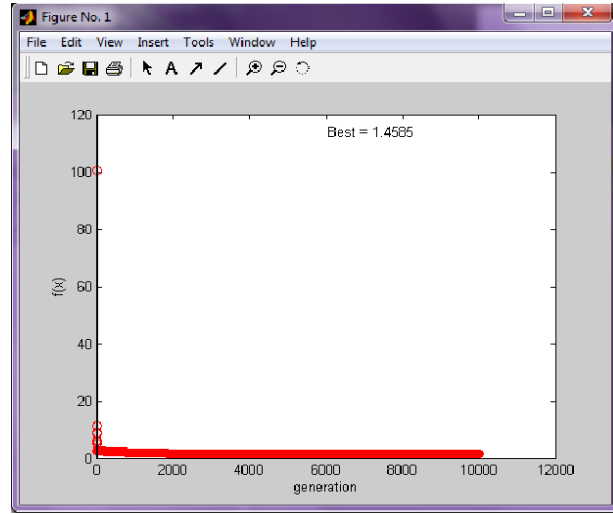 Figure No. 1
File Edit View Insert Tools Window Help
120
Best = 1.4585
100
80
f(x)
60
40
20
0
0 2000 4000 6000 8000 10000 12000
generation